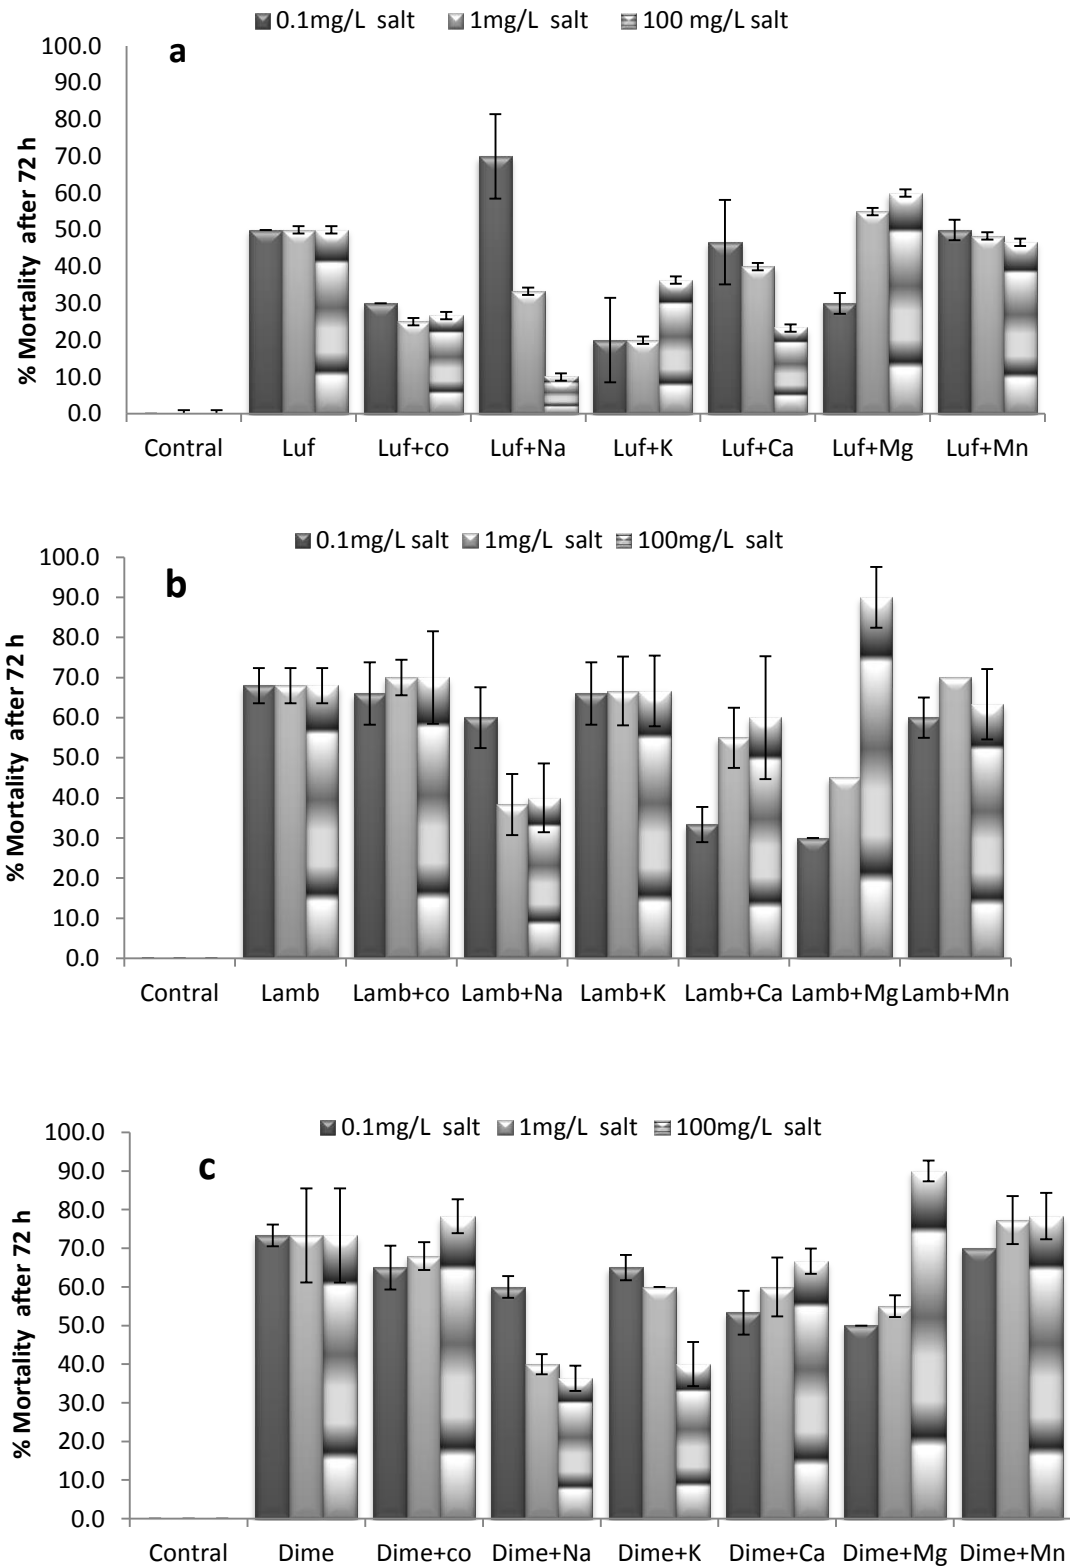 0.1mg/L salt 1mg/L salt 100 mg/L salt
a
% Mortality after 72 h
100.0
90.0
80.0
70.0
60.0
50.0
40.0
30.0
20.0
10.0
0.0
Contral Luf Luf+co Luf+Na Luf+K Luf+Ca Luf+Mg Luf+Mn
0.1mg/L salt 1mg/L salt 100mg/L salt
b
% Mortality after 72 h
100.0
90.0
80.0
70.0
60.0
50.0
40.0
30.0
20.0
10.0
0.0
Contral Lamb Lamb+co Lamb+Na Lamb+K Lamb+Ca Lamb+Mg Lamb+Mn
0.1mg/L salt 1mg/L salt 100mg/L salt
c
% Mortality after 72 h
100.0
90.0
80.0
70.0
60.0
50.0
40.0
30.0
20.0
10.0
0.0
Contral Dime Dime+co Dime+Na Dime+K Dime+Ca Dime+Mg Dime+Mn